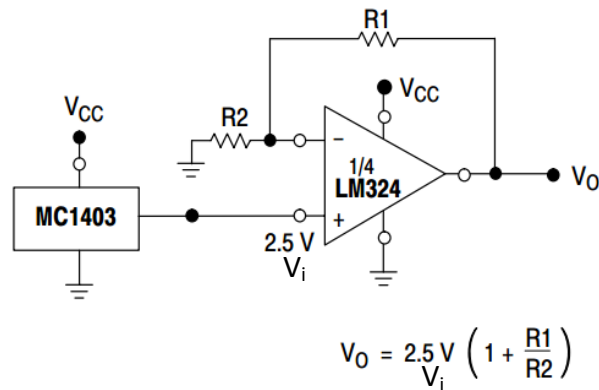 R1
VCC
VCC
R2
−
1/4
LM324
VO
MC1403
+
2.5 V
Vi
VO = 2.5 V ( 1 + R1/R2 )
Vi